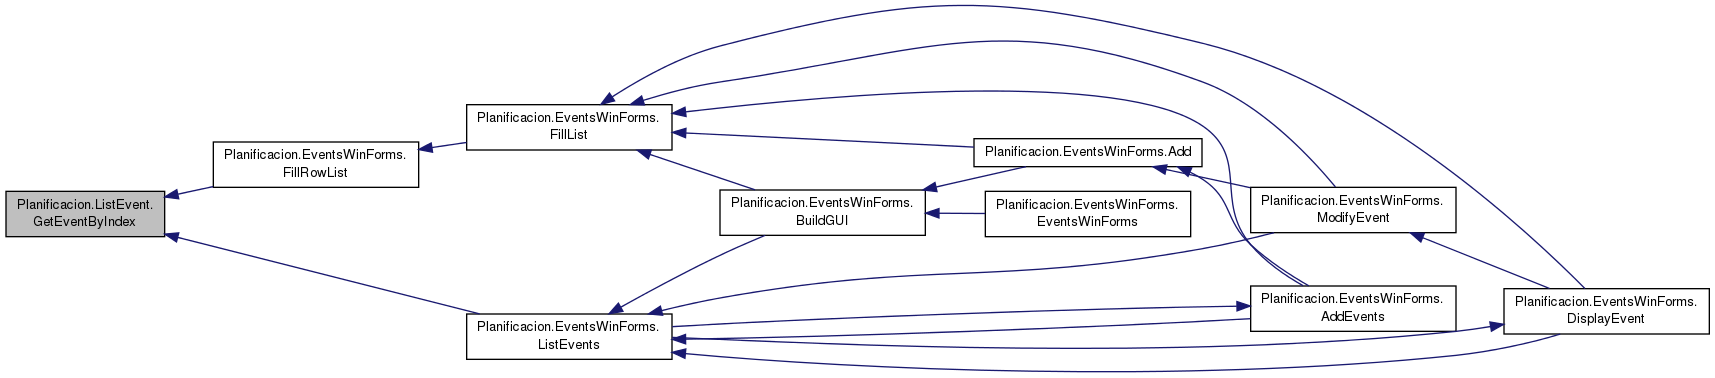 Planificacion.ListEvent.
GetEventByIndex
Planificacion.EventsWinForms.
FillRowList
Planificacion.EventsWinForms.
FillList
Planificacion.EventsWinForms.
ListEvents
Planificacion.EventsWinForms.
BuildGUI
Planificacion.EventsWinForms.Add
Planificacion.EventsWinForms.
EventsWinForms
Planificacion.EventsWinForms.
ModifyEvent
Planificacion.EventsWinForms.
AddEvents
Planificacion.EventsWinForms.
DisplayEvent